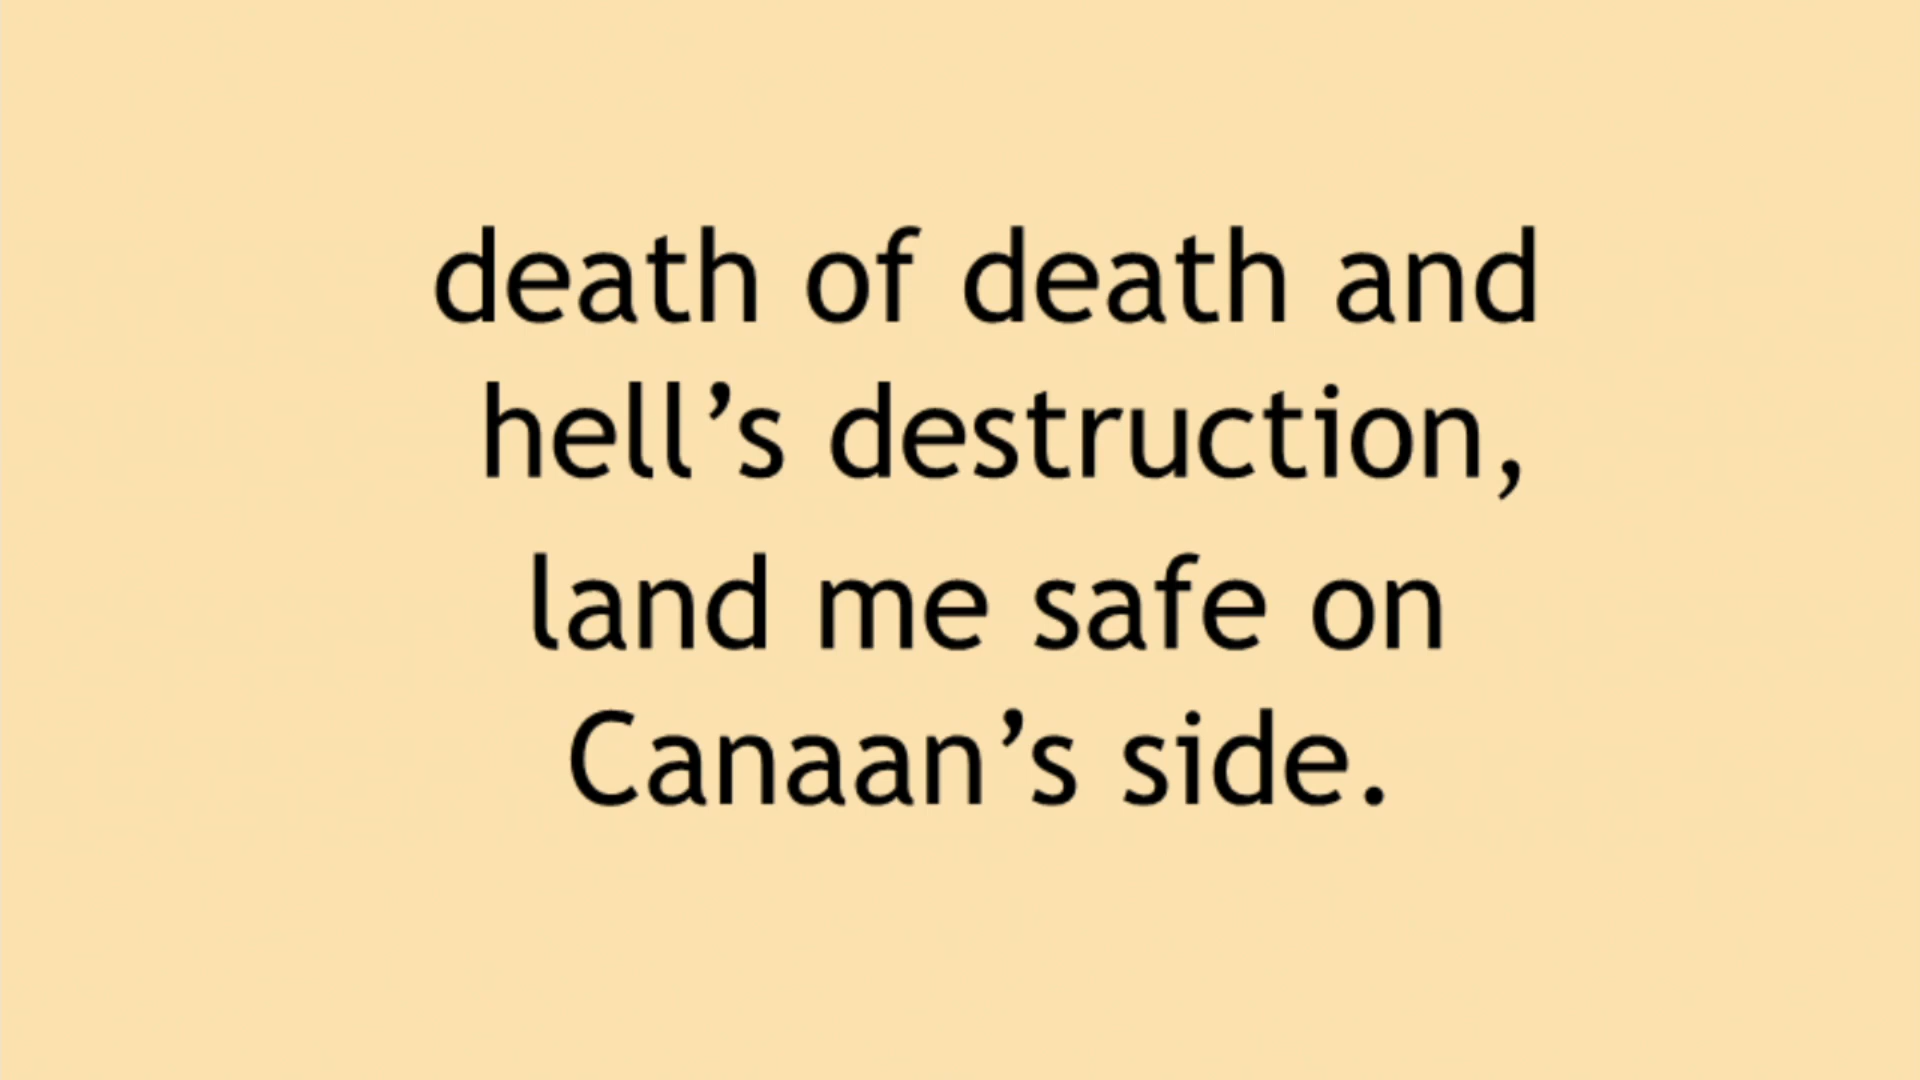 death of death and
hell’s destruction,
land me safe on
Canaan’s side.